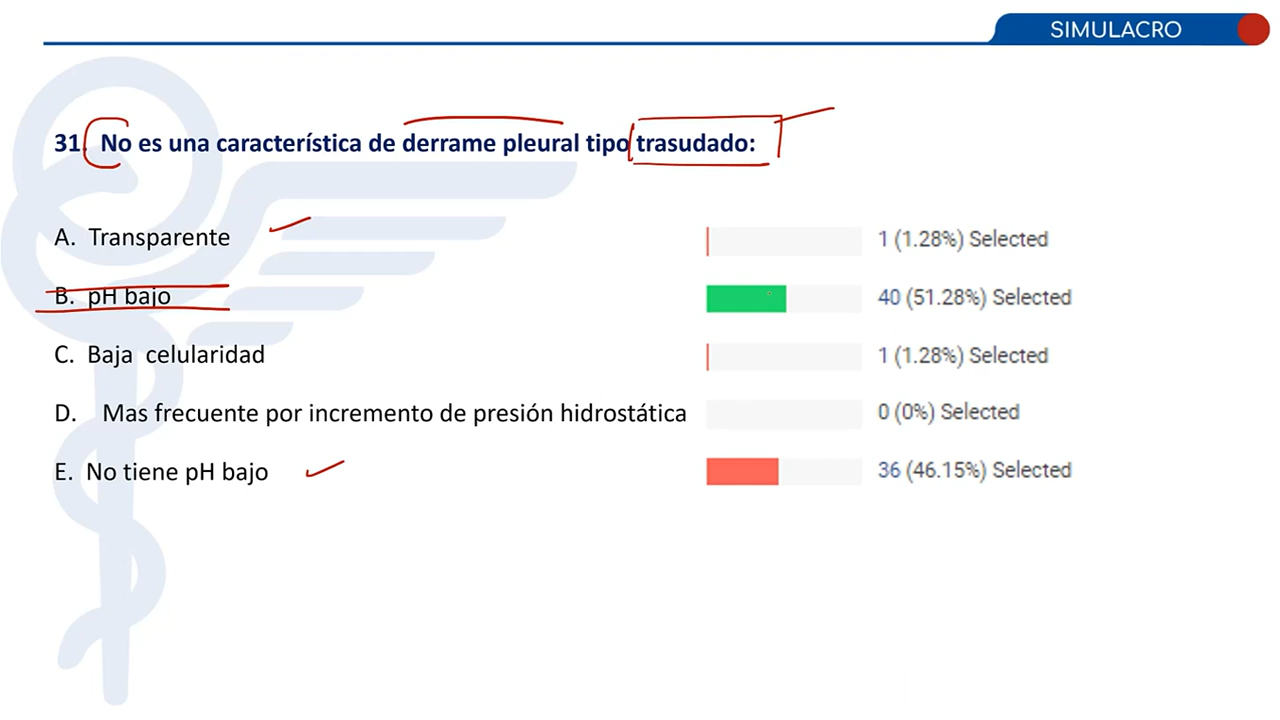 SIMULACRO
31. No es una característica de derrame pleural tipo trasudado:
A. Transparente
1 (1.28%) Selected
B. pH bajo
40 (51.28%) Selected
C. Baja celularidad
1 (1.28%) Selected
D. Mas frecuente por incremento de presión hidrostática
0 (0%) Selected
E. No tiene pH bajo
36 (46.15%) Selected